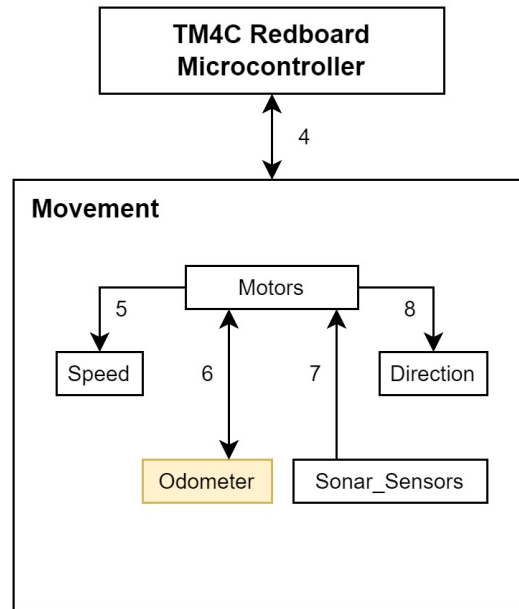 TM4C Redboard
Microcontroller
4
Movement
Motors
5
8
Speed
6
7
Direction
Odometer
Sonar_Sensors